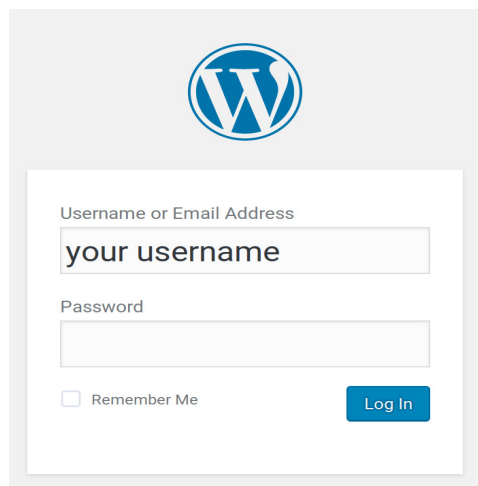 Username or Email Address
your username
Password
Remember Me
Log In